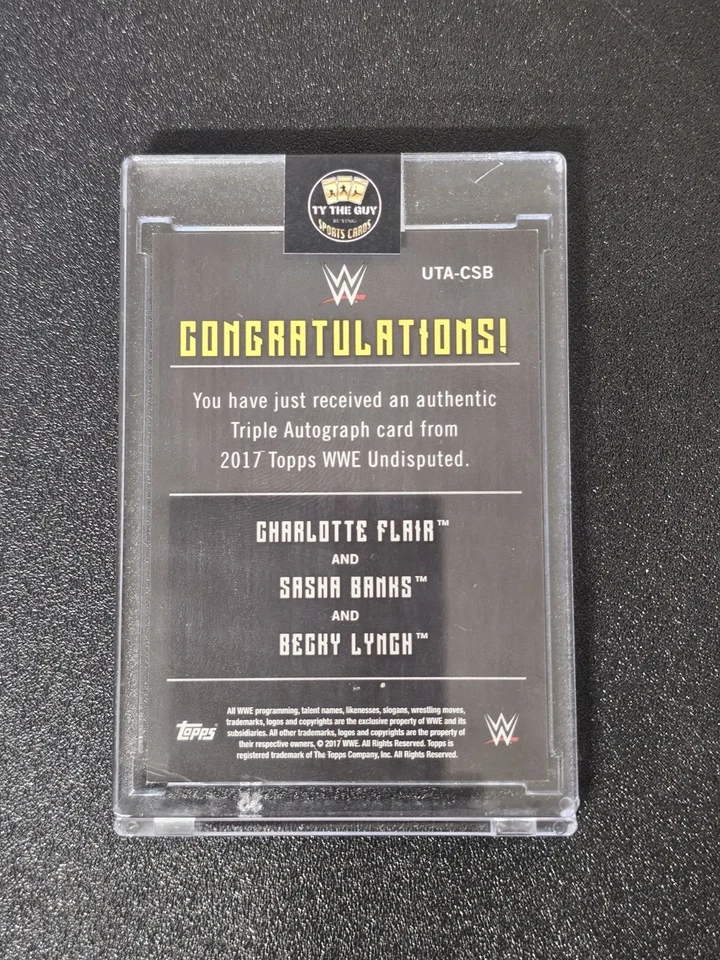 TY THE GUY
BUYING
SPORTS CARDS
W
UTA-CSB
CONGRATULATIONS!
You have just received an authentic
Triple Autograph card from
2017 Topps WWE Undisputed.
CHARLOTTE FLAIR™
AND
SASHA BANKS™
AND
BECKY LYNCH™
All WWE programming, talent names, likenesses, slogans, wrestling moves,
trademarks, logos and copyrights are the exclusive property of WWE and its
subsidiaries. All other trademarks, logos and copyrights are the property of
their respective owners. © 2017 WWE. All Rights Reserved. Topps is
registered trademark of The Topps Company, Inc. All Rights Reserved.
Topps
W